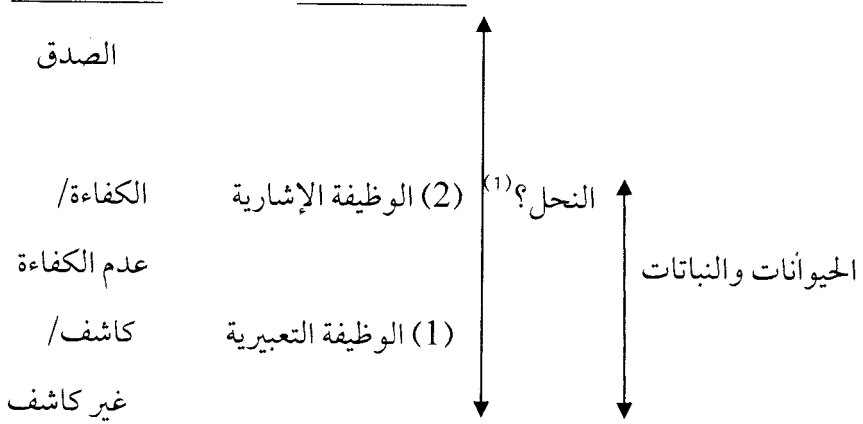 الصدق
النحل؟(1) (2) الوظيفة الإشارية الكفاءة/
الحيوانات والنباتات عدم الكفاءة
(1) الوظيفة التعبيرية كاشف/
غير كاشف